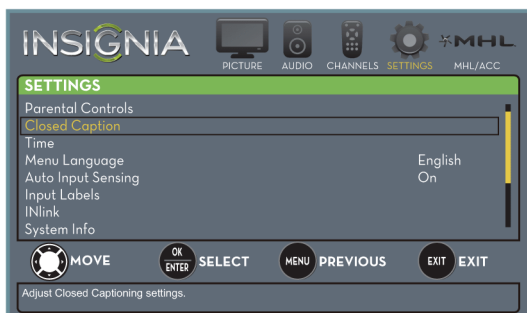 INSIGNIA
PICTURE AUDIO CHANNELS SETTINGS MHL MHL/ACC
SETTINGS
Parental Controls
Closed Caption
Time
Menu Language English
Auto Input Sensing On
Input Labels
INlink
System Info
MOVE OK ENTER SELECT MENU PREVIOUS EXIT EXIT
Adjust Closed Captioning settings.